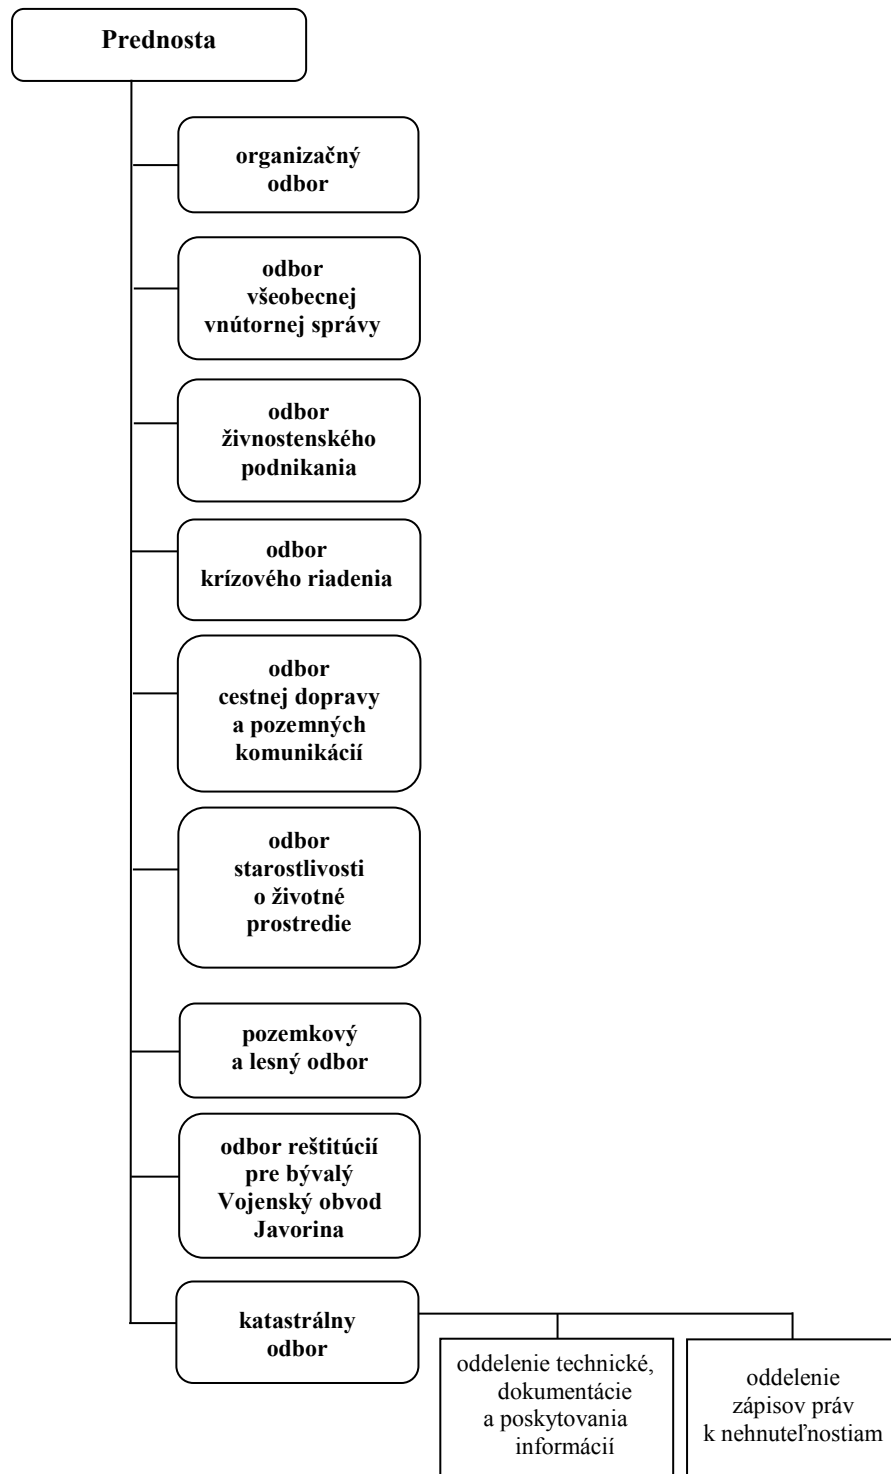 Prednosta
organizačný
odbor
odbor
všeobecnej
vnútornej správy
odbor
živnostenského
podnikania
odbor
krízového riadenia
odbor
cestnej dopravy
a pozemných
komunikácií
odbor
starostlivosti
o životné
prostredie
pozemkový
a lesný odbor
odbor reštitúcií
pre bývalý
Vojenský obvod
Javorina
katastrálny
odbor
oddelenie technické,
dokumentácie
a poskytovania
informácií
oddelenie
zápisov práv
k nehnuteľnostiam